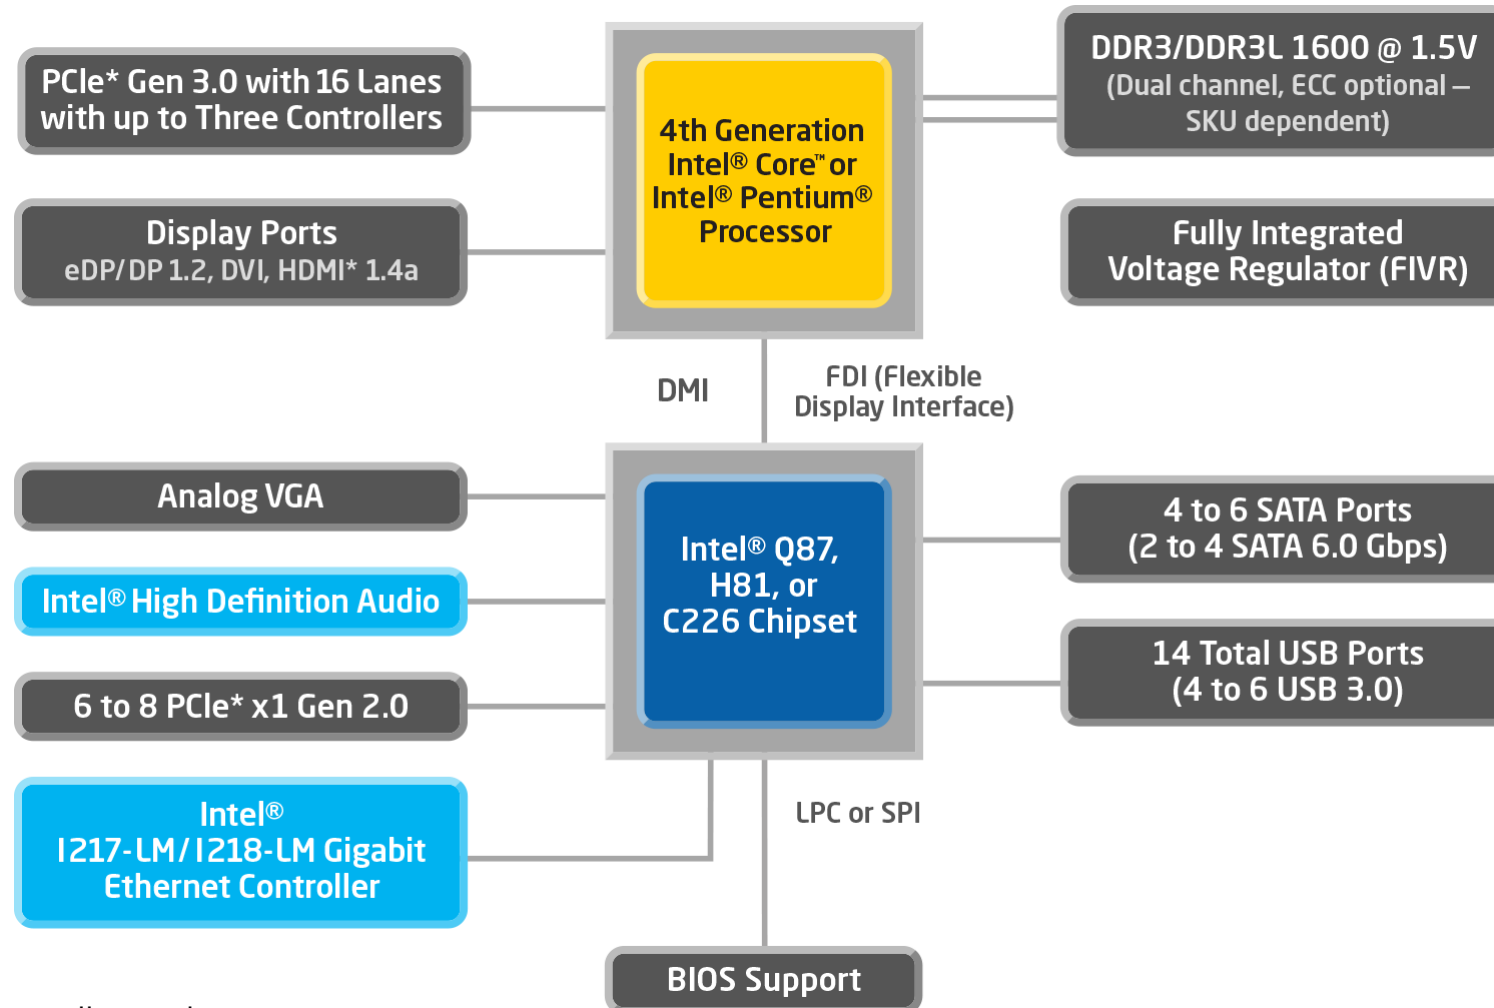 PCIe* Gen 3.0 with 16 Lanes
with up to Three Controllers
4th Generation
Intel® Core™ or
Intel® Pentium®
Processor
DDR3/DDR3L 1600 @ 1.5V
(Dual channel, ECC optional —
SKU dependent)
Display Ports
eDP/DP 1.2, DVI, HDMI* 1.4a
Fully Integrated
Voltage Regulator (FIVR)
DMI
FDI (Flexible
Display Interface)
Analog VGA
Intel® High Definition Audio
6 to 8 PCIe* x1 Gen 2.0
Intel®
I217-LM/I218-LM Gigabit
Ethernet Controller
Intel® Q87,
H81, or
C226 Chipset
4 to 6 SATA Ports
(2 to 4 SATA 6.0 Gbps)
14 Total USB Ports
(4 to 6 USB 3.0)
LPC or SPI
BIOS Support